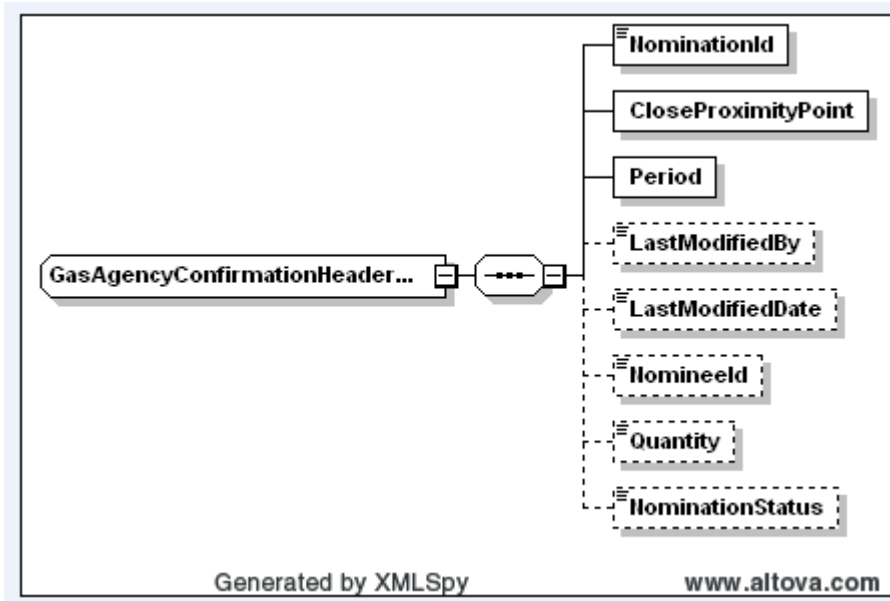 NominationId
CloseProximityPoint
Period
LastModifiedBy
GasAgencyConfirmationHeader...
LastModifiedDate
NomineeId
Quantity
NominationStatus
Generated by XMLSpy www.altova.com